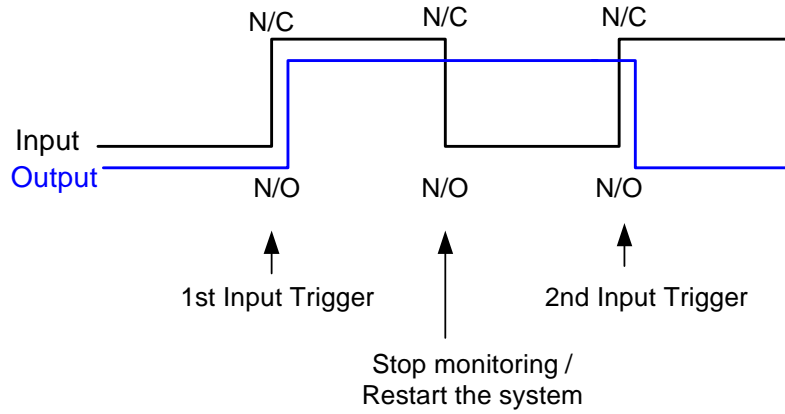 N/C
N/C
N/C
Input
Output
N/O
N/O
N/O
1st Input Trigger
2nd Input Trigger
Stop monitoring /
Restart the system